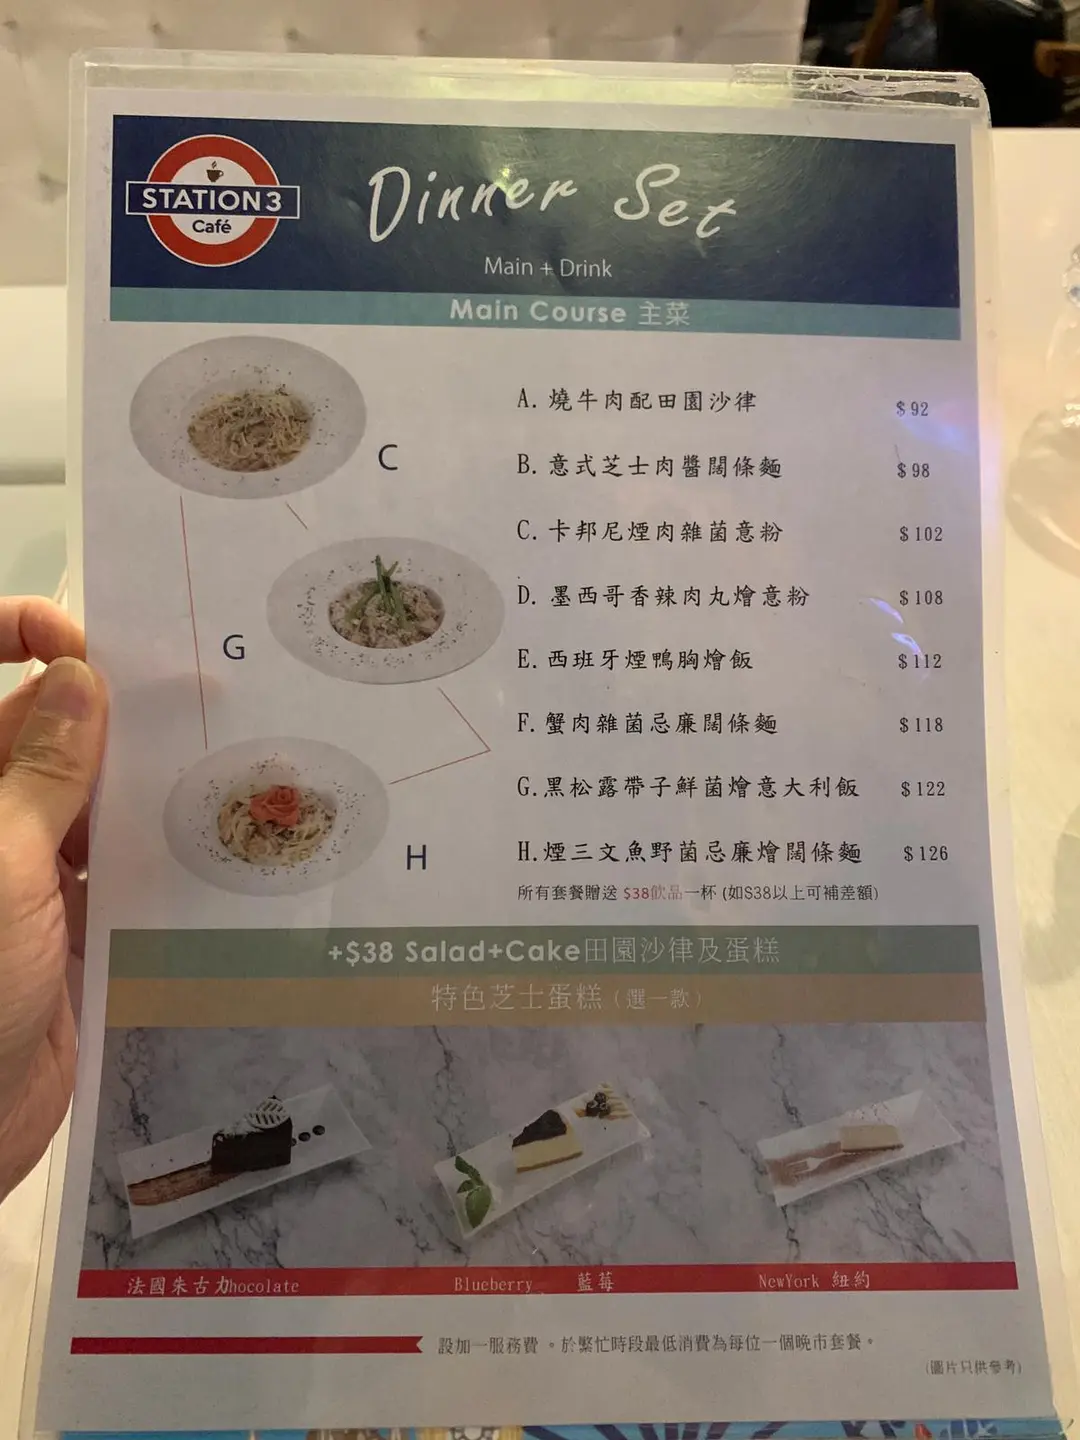 STATION3
Café
Dinner Set
Main + Drink
Main Course 主菜
A. 燒牛肉配田園沙律 $92
B. 意式芝士肉醬闊條麵 $98
C. 卡邦尼煙肉雜菌意粉 $102
D. 墨西哥香辣肉丸燴意粉 $108
E. 西班牙煙鴨胸燴飯 $112
F. 蟹肉雜菌忌廉闊條麵 $118
G. 黑松露帶子鮮菌燴意大利飯 $122
H. 煙三文魚野菌忌廉燴闊條麵 $126
所有套餐贈送 $38飲品一杯 (如$38以上可補差額)
C
G
H
+$38 Salad+Cake田園沙律及蛋糕
特色芝士蛋糕 (選一款)
法國朱古力hocolate
Blueberry 藍莓
NewYork 紐約
設加一服務費。於繁忙時段最低消費為每位一個晚市套餐。
(圖片只供參考)